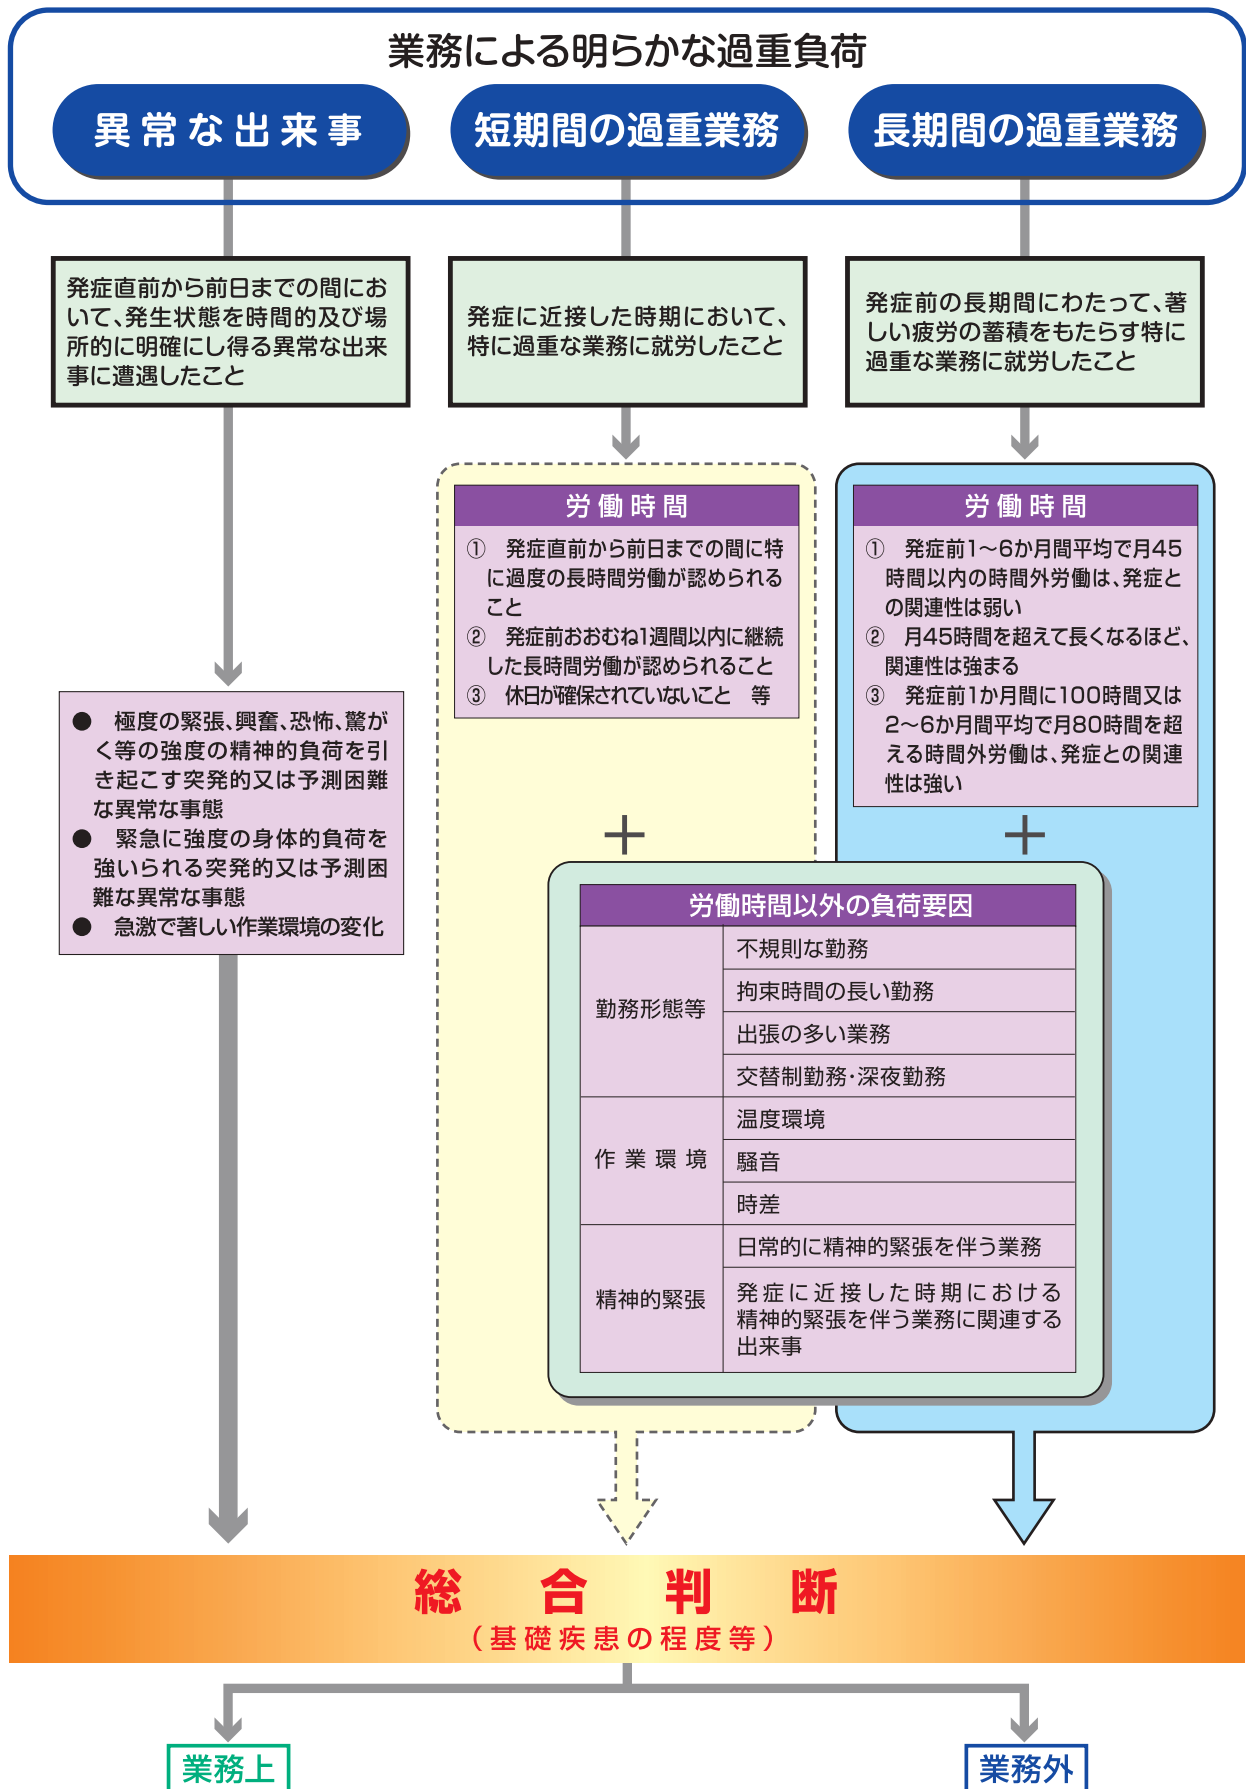 業務による明らかな過重負荷
異常な出来事
短期間の過重業務
長期間の過重業務
発症直前から前日までの間にお
いて、発生状態を時間的及び場
所的に明確にし得る異常な出来
事に遭遇したこと
発症に近接した時期において、
特に過重な業務に就労したこと
発症前の長期間にわたって、著
しい疲労の蓄積をもたらす特に
過重な業務に就労したこと
● 極度の緊張、興奮、恐怖、驚が
く等の強度の精神的負荷を引
き起こす突発的又は予測困難
な異常な事態
● 緊急に強度の身体的負荷を
強いられる突発的又は予測困
難な異常な事態
● 急激で著しい作業環境の変化
労働時間
① 発症直前から前日までの間に特
に過度の長時間労働が認められる
こと
② 発症前おおむね1週間以内に継続
した長時間労働が認められること
③ 休日が確保されていないこと 等
労働時間
① 発症前1～6か月間平均で月45
時間以内の時間外労働は、発症と
の関連性は弱い
② 月45時間を超えて長くなるほど、
関連性は強まる
③ 発症前1か月間に100時間又は
2～6か月間平均で月80時間を超
える時間外労働は、発症との関連
性は強い
＋
＋
労働時間以外の負荷要因
勤務形態等
不規則な勤務
拘束時間の長い勤務
出張の多い業務
交替制勤務・深夜勤務
作業環境
温度環境
騒音
時差
精神的緊張
日常的に精神的緊張を伴う業務
発症に近接した時期における
精神的緊張を伴う業務に関連する
出来事
総合判断
（基礎疾患の程度等）
業務上
業務外